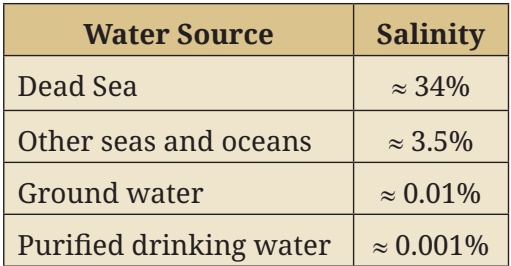 Water Source Salinity
Dead Sea ≈ 34%
Other seas and oceans ≈ 3.5%
Ground water ≈ 0.01%
Purified drinking water ≈ 0.001%